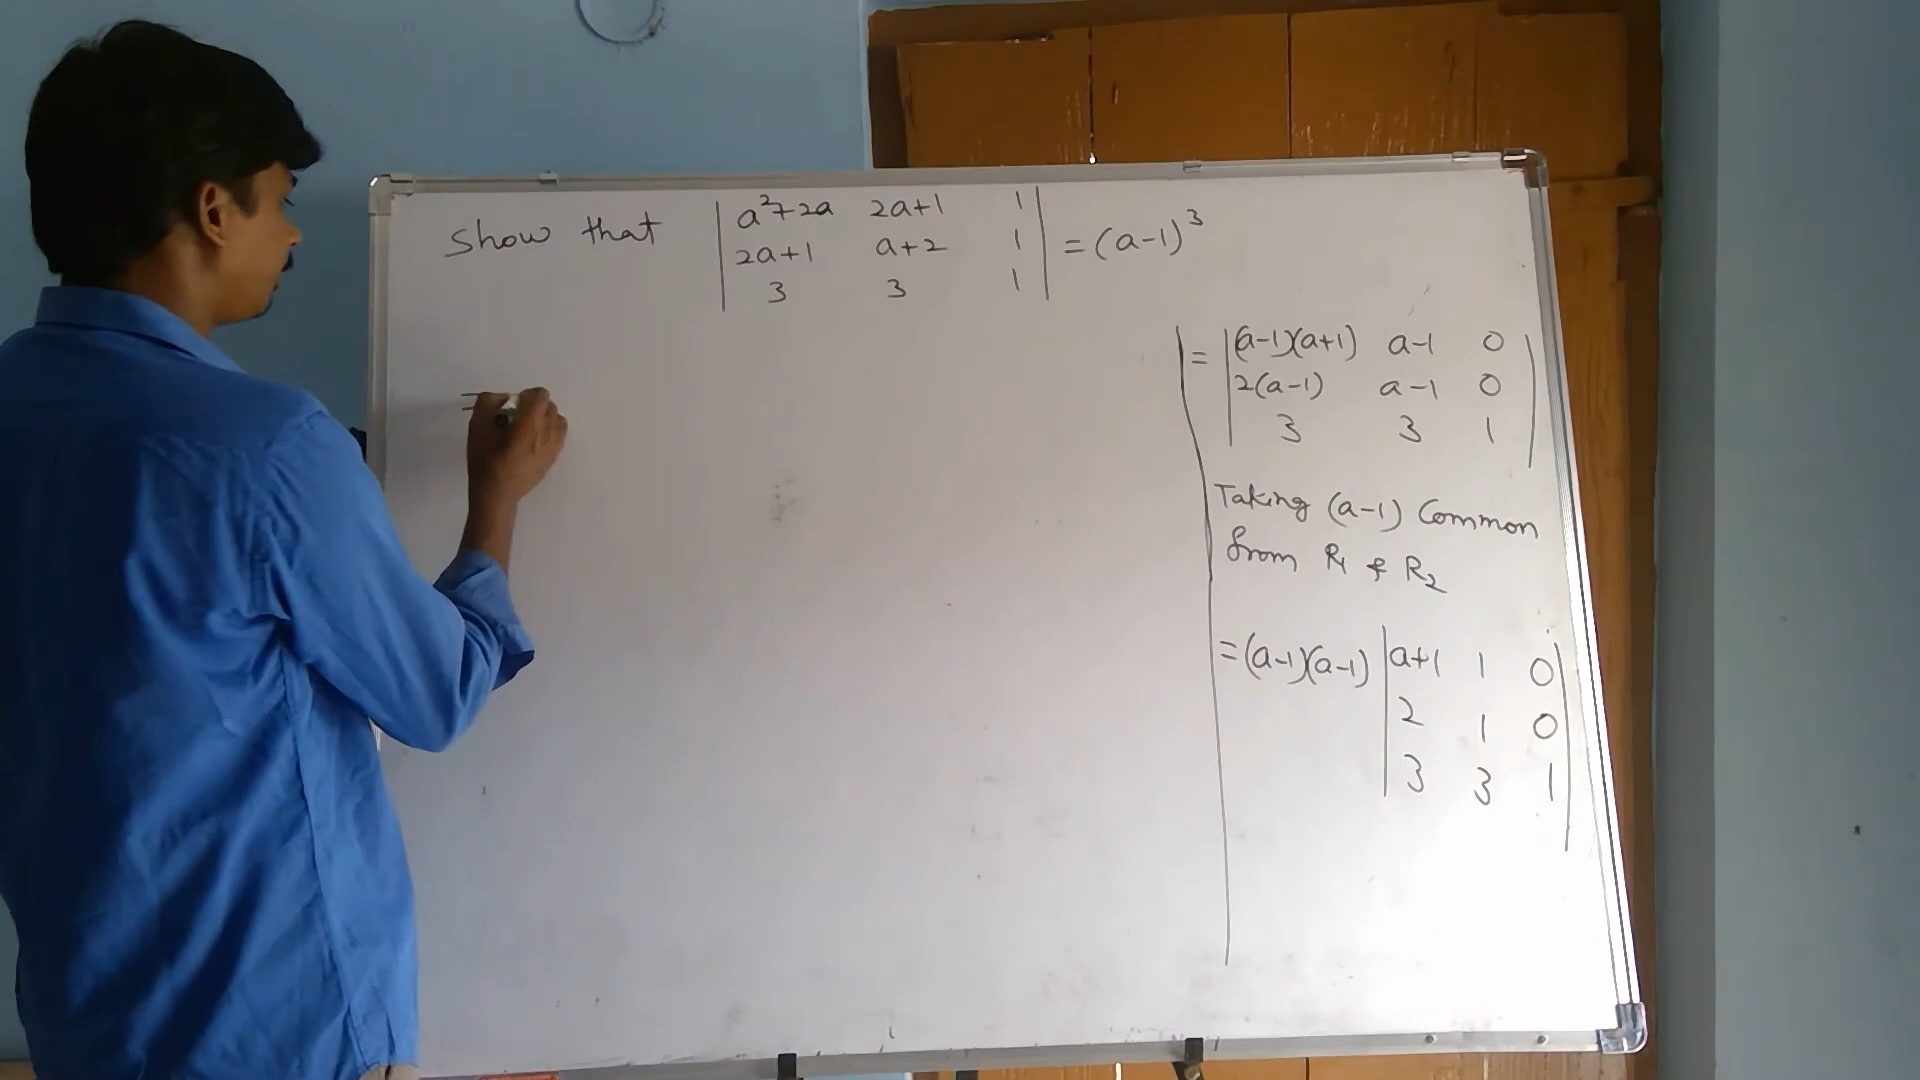 Show that | a²+2a 2a+1 1 |
| 2a+1 a+2 1 | = (a-1)³
| 3 3 1 |
= | (a-1)(a+1) a-1 0 |
| 2(a-1) a-1 0 |
| 3 3 1 |
Taking (a-1) Common
from R₁ & R₂
= (a-1)(a-1) | a+1 1 0 |
| 2 1 0 |
| 3 3 1 |
=